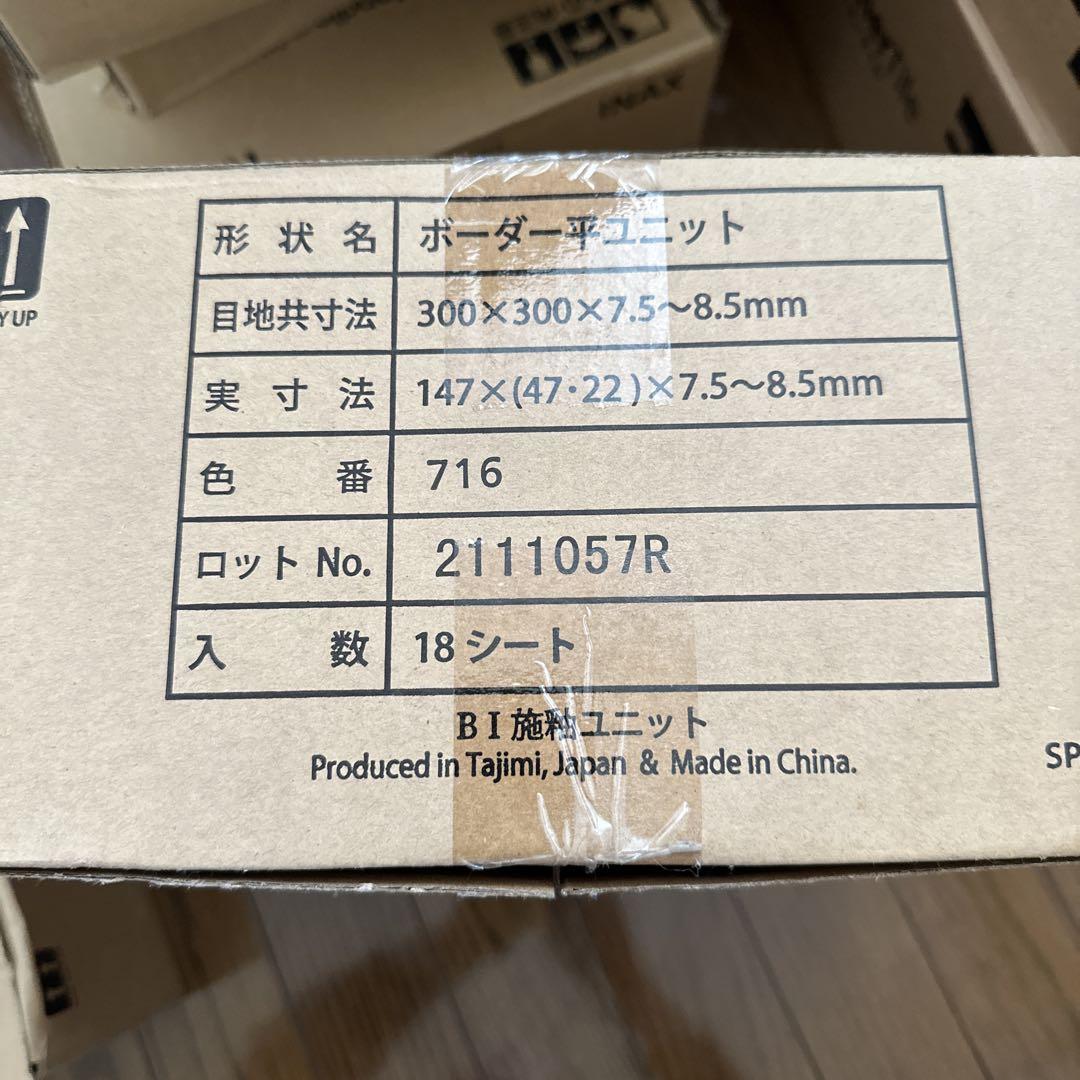 INAX
形状名 ボーダー平ユニット
目地共寸法 300×300×7.5〜8.5mm
実寸法 147×(47・22)×7.5〜8.5mm
色番 716
ロット No. 2111057R
入数 18シート
BI施釉ユニット
Produced in Tajimi, Japan & Made in China.
Y UP
SP